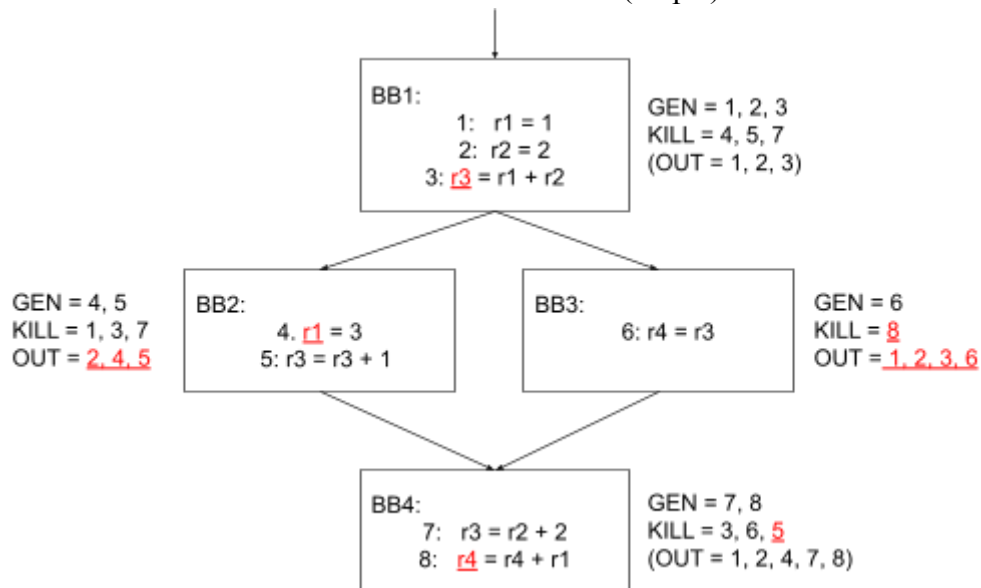 BB1:
1: r1 = 1
2: r2 = 2
3: r3 = r1 + r2
GEN = 1, 2, 3
KILL = 4, 5, 7
(OUT = 1, 2, 3)
GEN = 4, 5
KILL = 1, 3, 7
OUT = 2, 4, 5
BB2:
4. r1 = 3
5: r3 = r3 + 1
BB3:
6: r4 = r3
GEN = 6
KILL = 8
OUT = 1, 2, 3, 6
BB4:
7: r3 = r2 + 2
8: r4 = r4 + r1
GEN = 7, 8
KILL = 3, 6, 5
(OUT = 1, 2, 4, 7, 8)